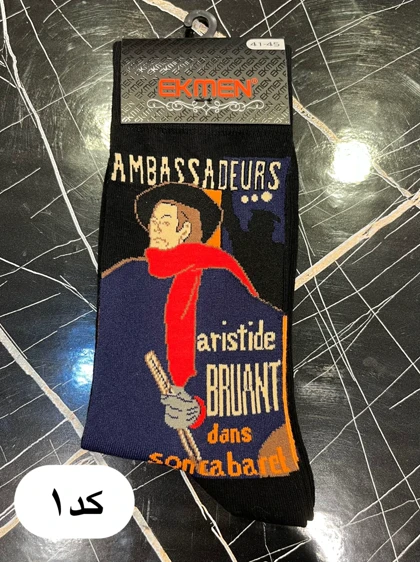 41-45
EKMEN
AMBASSADEURS
...
aristide
BRUANT
dans
son cabaret
کد ۱